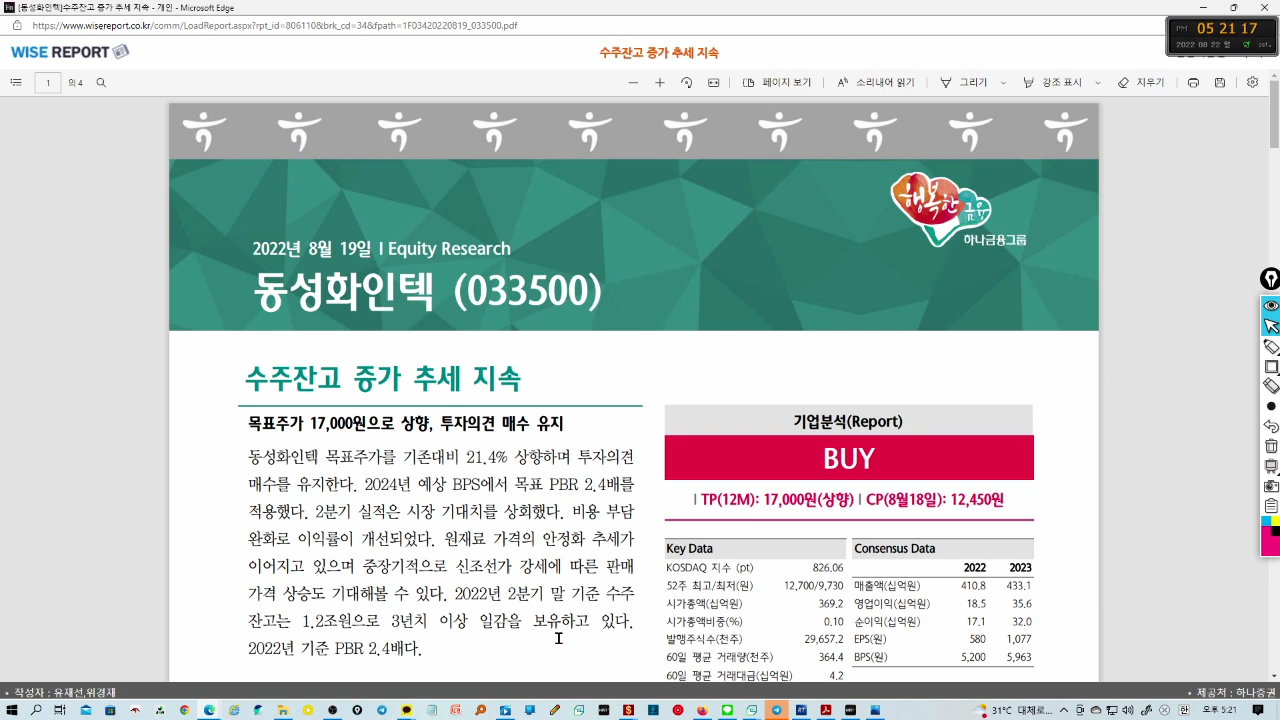 [동성화인텍]수주잔고 증가 추세 지속 - 개인 - Microsoft Edge
https://www.wisereport.co.kr/comm/LoadReport.aspx?rpt_id=806110&brk_cd=34&fpath=1F03420220819_033500.pdf
PM 05 21 17
2022 08 22 월
WISE REPORT
수주잔고 증가 추세 지속
1 의 4
페이지 보기
소리내어 읽기
그리기
강조 표시
지우기
행복한 금융
하나금융그룹
2022년 8월 19일 I Equity Research
동성화인텍 (033500)
수주잔고 증가 추세 지속
목표주가 17,000원으로 상향, 투자의견 매수 유지
동성화인텍 목표주가를 기존대비 21.4% 상향하며 투자의견
매수를 유지한다. 2024년 예상 BPS에서 목표 PBR 2.4배를
적용했다. 2분기 실적은 시장 기대치를 상회했다. 비용 부담
완화로 이익률이 개선되었다. 원재료 가격의 안정화 추세가
이어지고 있으며 중장기적으로 신조선가 강세에 따른 판매
가격 상승도 기대해볼 수 있다. 2022년 2분기 말 기준 수주
잔고는 1.2조원으로 3년치 이상 일감을 보유하고 있다.
2022년 기준 PBR 2.4배다.
기업분석(Report)
BUY
I TP(12M): 17,000원(상향) I CP(8월18일): 12,450원
Key Data
KOSDAQ 지수 (pt) 826.06
52주 최고/최저(원) 12,700/9,730
시가총액(십억원) 369.2
시가총액비중(%) 0.10
발행주식수(천주) 29,657.2
60일 평균 거래량(천주) 364.4
60일 평균 거래대금(십억원) 4.2
Consensus Data
2022 2023
매출액(십억원) 410.8 433.1
영업이익(십억원) 18.5 35.6
순이익(십억원) 17.1 32.0
EPS(원) 580 1,077
BPS(원) 5,200 5,963
• 작성자 : 유재선,위경재
• 제공처 : 하나증권
31°C 대체로...
오후 5:21